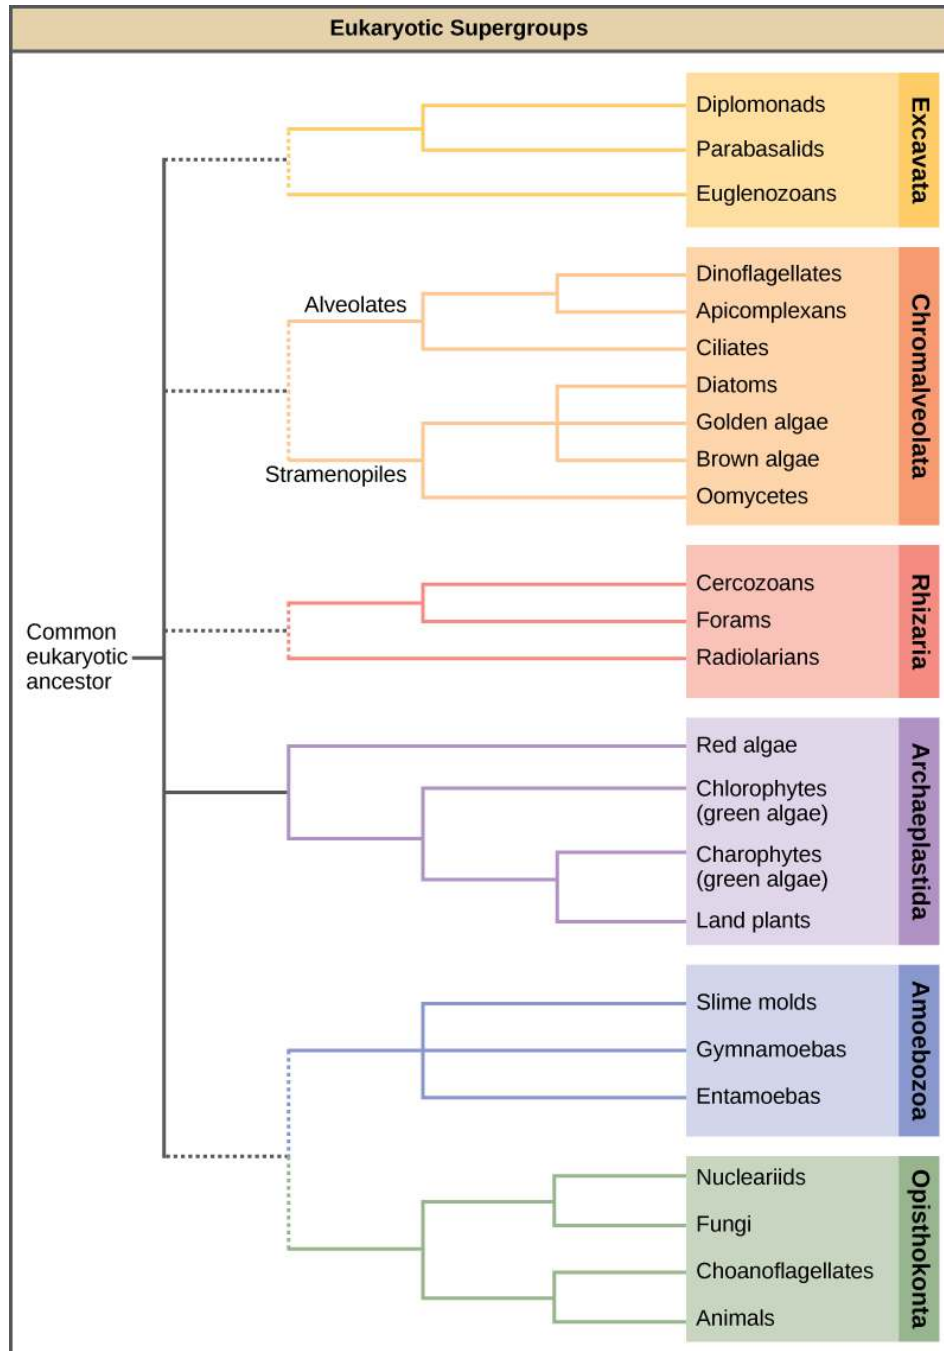 Eukaryotic Supergroups
Diplomonads
Parabasalids
Euglenozoans
Excavata
Alveolates
Stramenopiles
Dinoflagellates
Apicomplexans
Ciliates
Diatoms
Golden algae
Brown algae
Oomycetes
Chromalveolata
Common
eukaryotic
ancestor
Cercozoans
Forams
Radiolarians
Rhizaria
Red algae
Chlorophytes
(green algae)
Charophytes
(green algae)
Land plants
Archaeplastida
Slime molds
Gymnamoebas
Entamoebas
Amoebozoa
Nucleariids
Fungi
Choanoflagellates
Animals
Opisthokonta